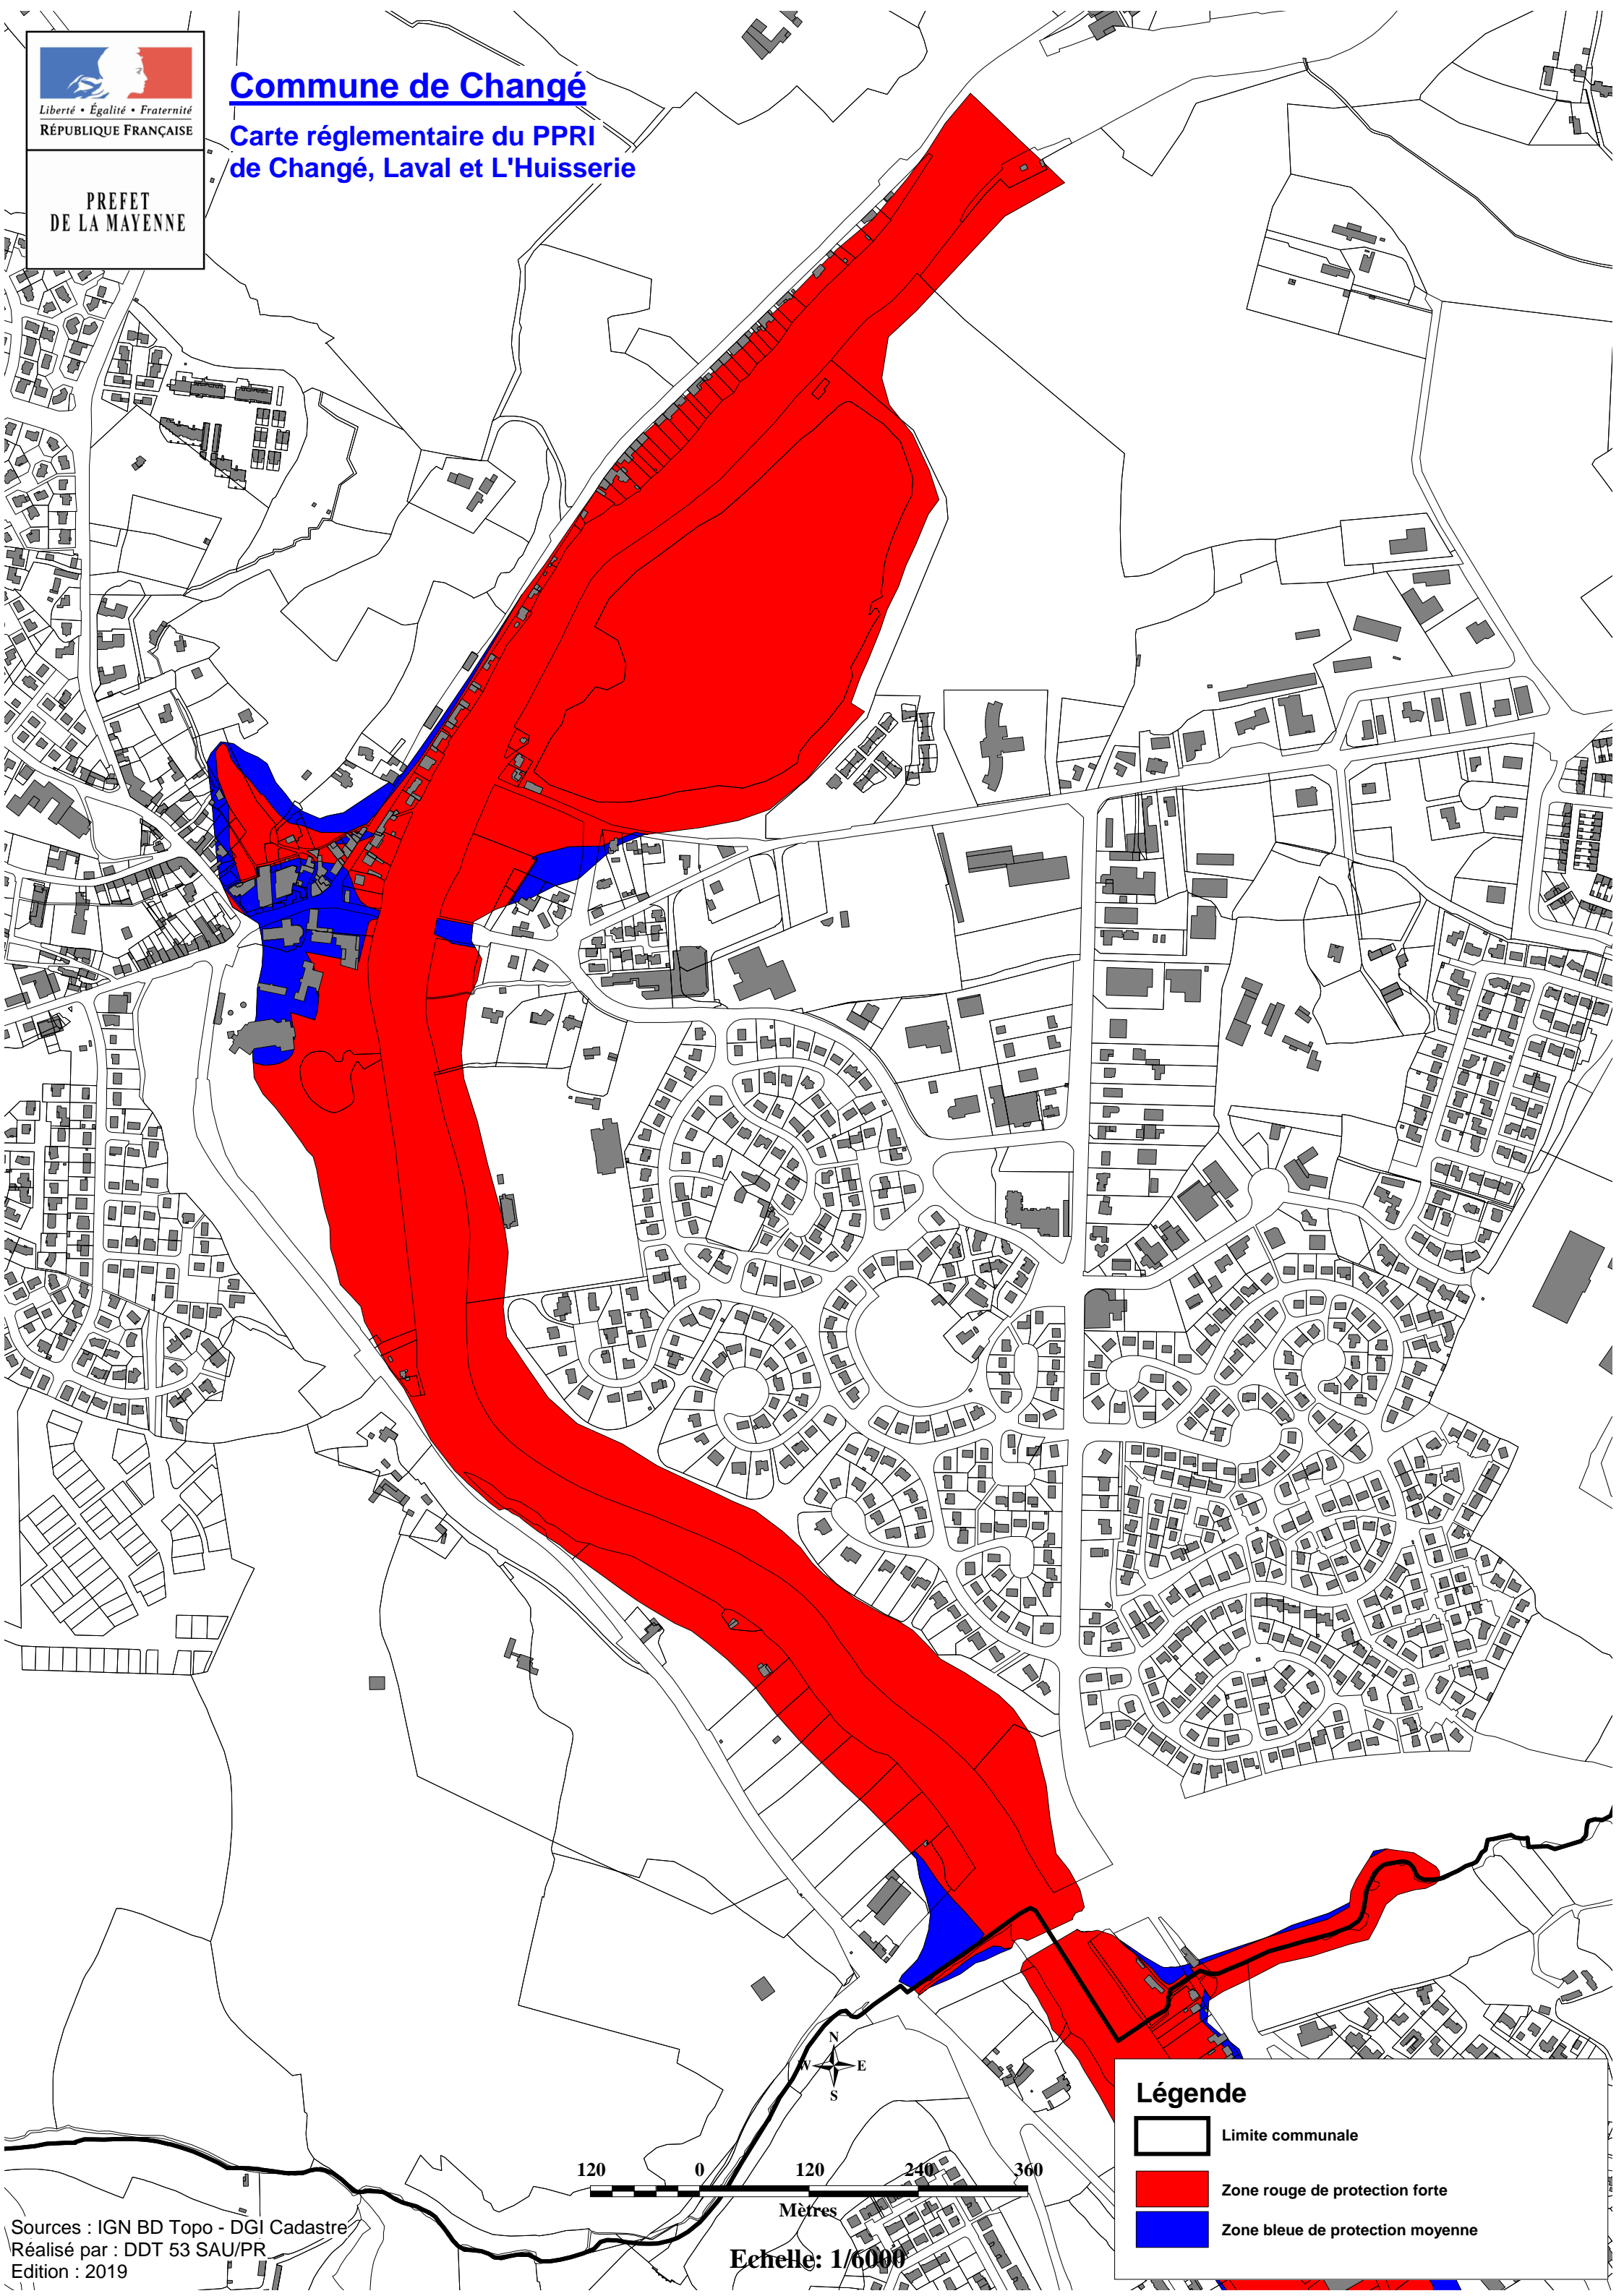 Liberté • Égalité • Fraternité
RÉPUBLIQUE FRANÇAISE
PREFET
DE LA MAYENNE
Commune de Changé
Carte réglementaire du PPRI
de Changé, Laval et L'Huisserie
N
W
E
S
120 0 120 240 360
Mètres
Echelle: 1/6000
Sources : IGN BD Topo - DGI Cadastre
Réalisé par : DDT 53 SAU/PR
Edition : 2019
Légende
Limite communale
Zone rouge de protection forte
Zone bleue de protection moyenne